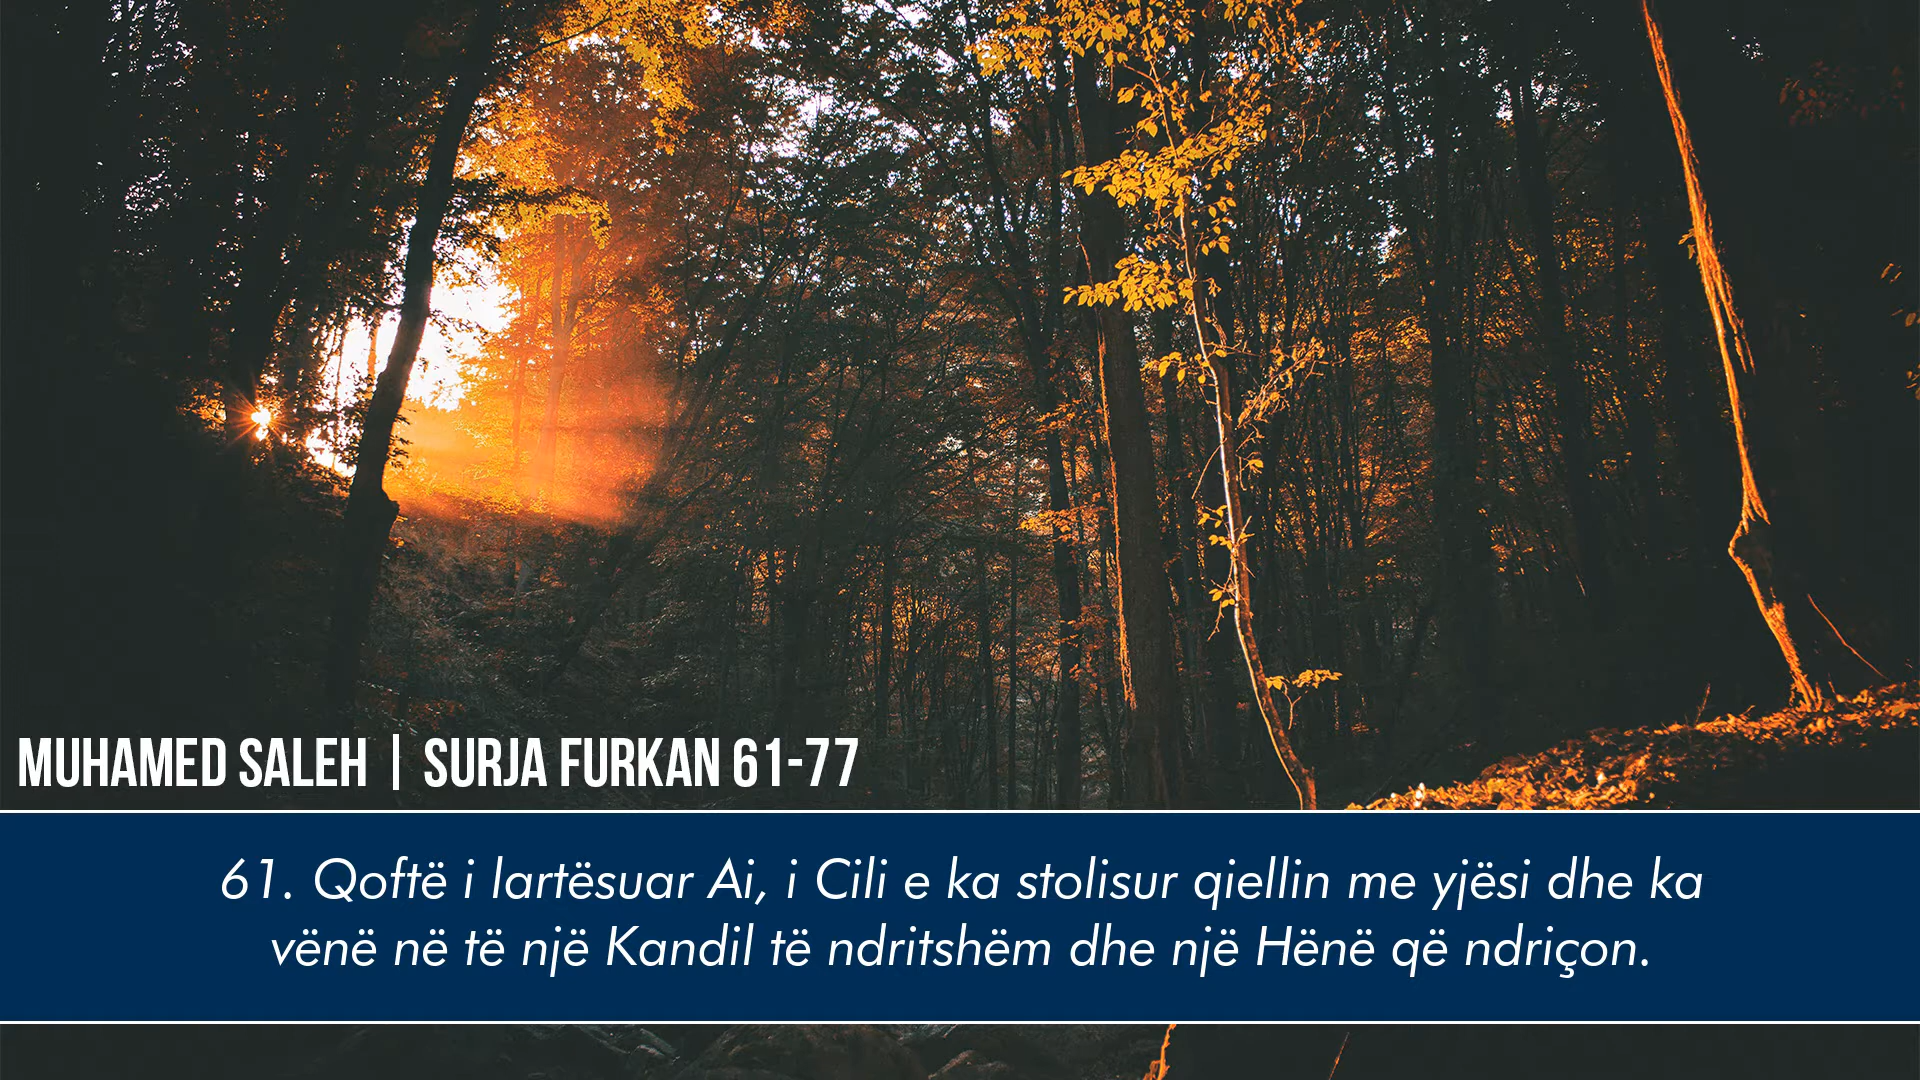 MUHAMED SALEH | SURJA FURKAN 61-77
61. Qoftë i lartësuar Ai, i Cili e ka stolisur qiellin me yjësi dhe ka
vënë në të një Kandil të ndritshëm dhe një Hënë që ndriçon.